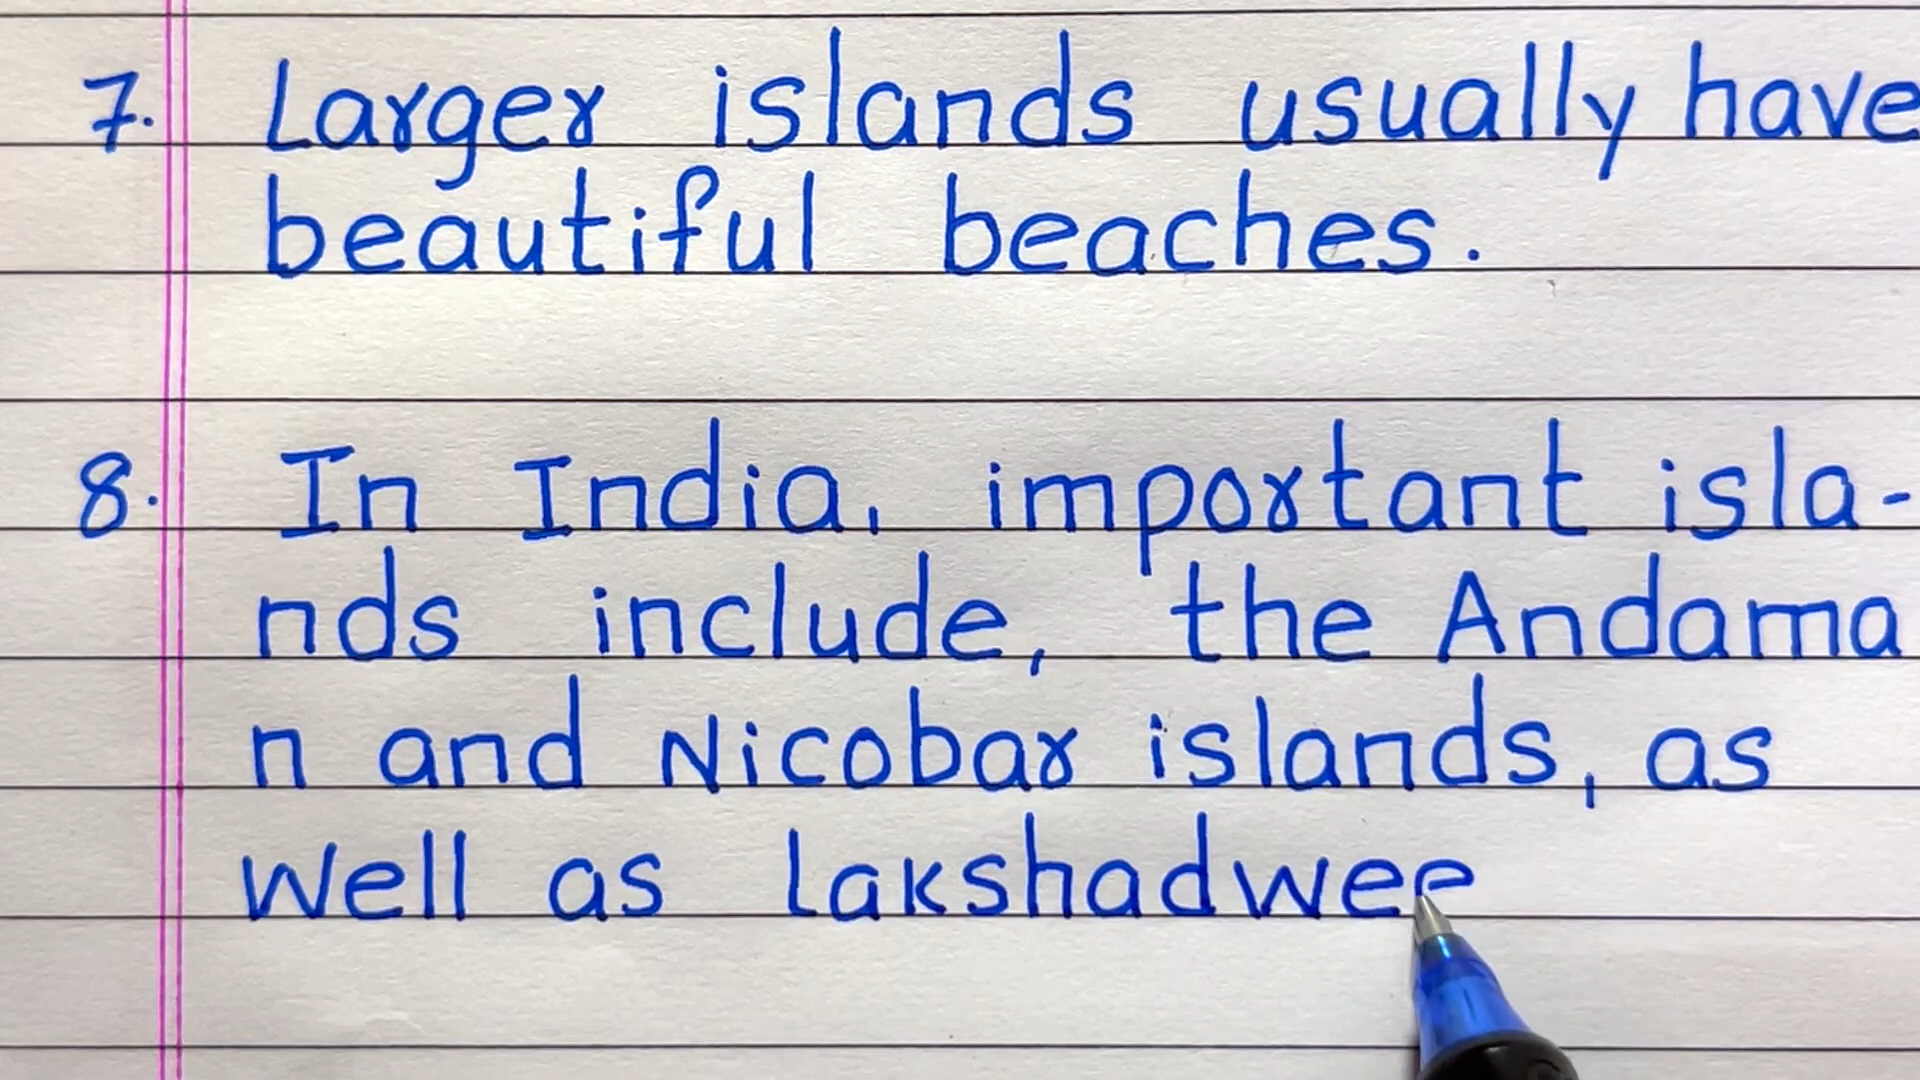 7. Larger islands usually have
beautiful beaches.
8. In India, important isla-
nds include, the Andama
n and Nicobar islands, as
well as lakshadwee